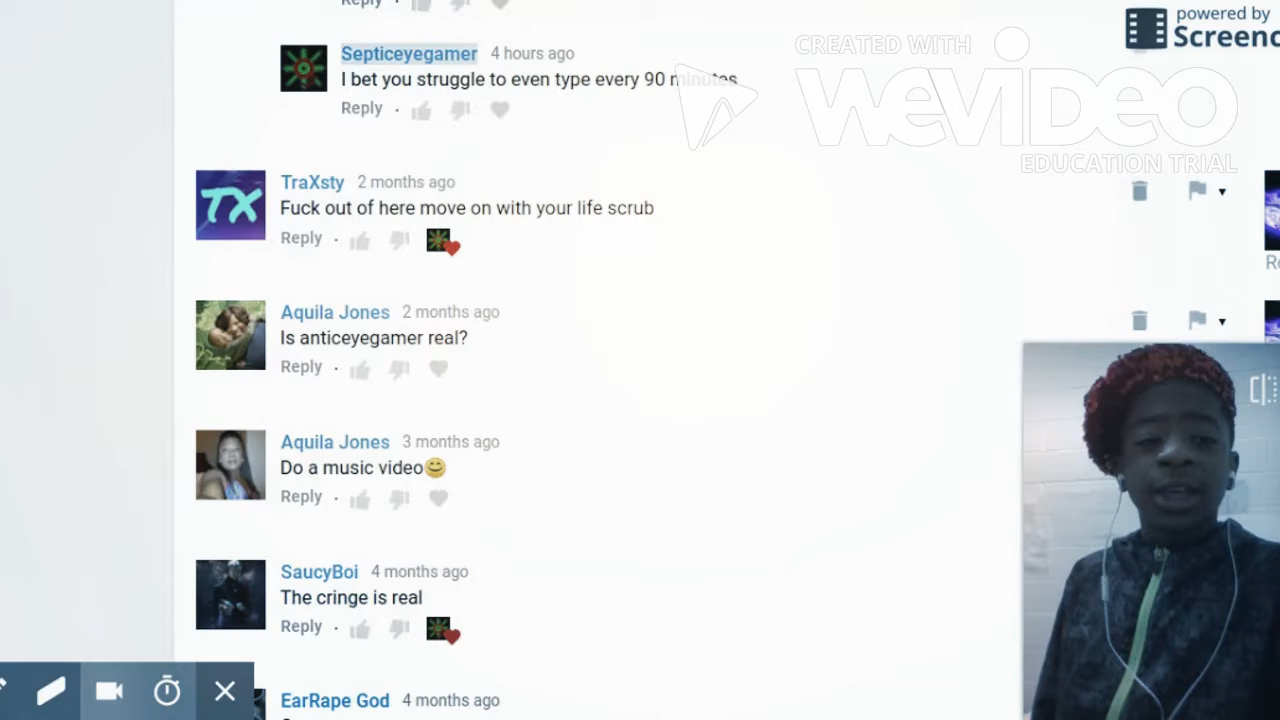 Reply ·
powered by
Screenc
CREATED WITH
WEVIDEO
EDUCATION TRIAL
Septiceyegamer 4 hours ago
I bet you struggle to even type every 90 minutes
Reply ·
TraXsty 2 months ago
TX
Fuck out of here move on with your life scrub
Reply ·
Aquila Jones 2 months ago
Is anticeyegamer real?
Reply ·
Aquila Jones 3 months ago
Do a music video😄
Reply ·
SaucyBoi 4 months ago
The cringe is real
Reply ·
EarRape God 4 months ago